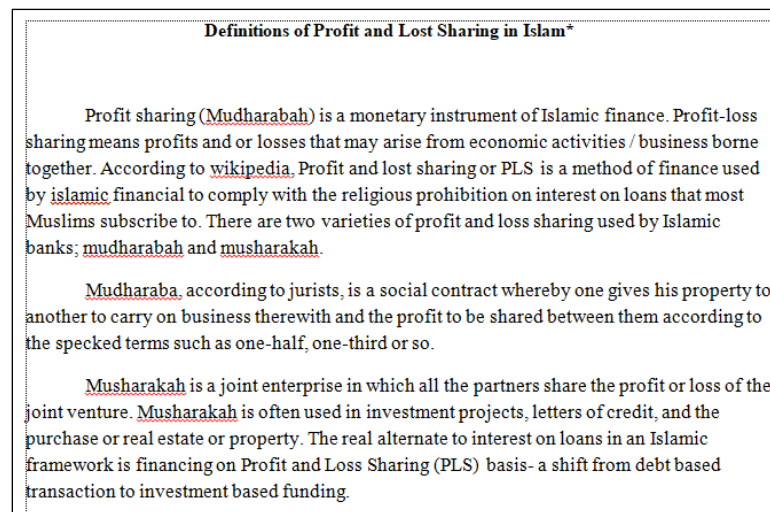 Definitions of Profit and Lost Sharing in Islam*
Profit sharing (Mudharabah) is a monetary instrument of Islamic finance. Profit-loss
sharing means profits and or losses that may arise from economic activities / business borne
together. According to wikipedia, Profit and lost sharing or PLS is a method of finance used
by islamic financial to comply with the religious prohibition on interest on loans that most
Muslims subscribe to. There are two varieties of profit and loss sharing used by Islamic
banks; mudharabah and musharakah.
Mudharaba, according to jurists, is a social contract whereby one gives his property to
another to carry on business therewith and the profit to be shared between them according to
the specked terms such as one-half, one-third or so.
Musharakah is a joint enterprise in which all the partners share the profit or loss of the
joint venture. Musharakah is often used in investment projects, letters of credit, and the
purchase or real estate or property. The real alternate to interest on loans in an Islamic
framework is financing on Profit and Loss Sharing (PLS) basis- a shift from debt based
transaction to investment based funding.